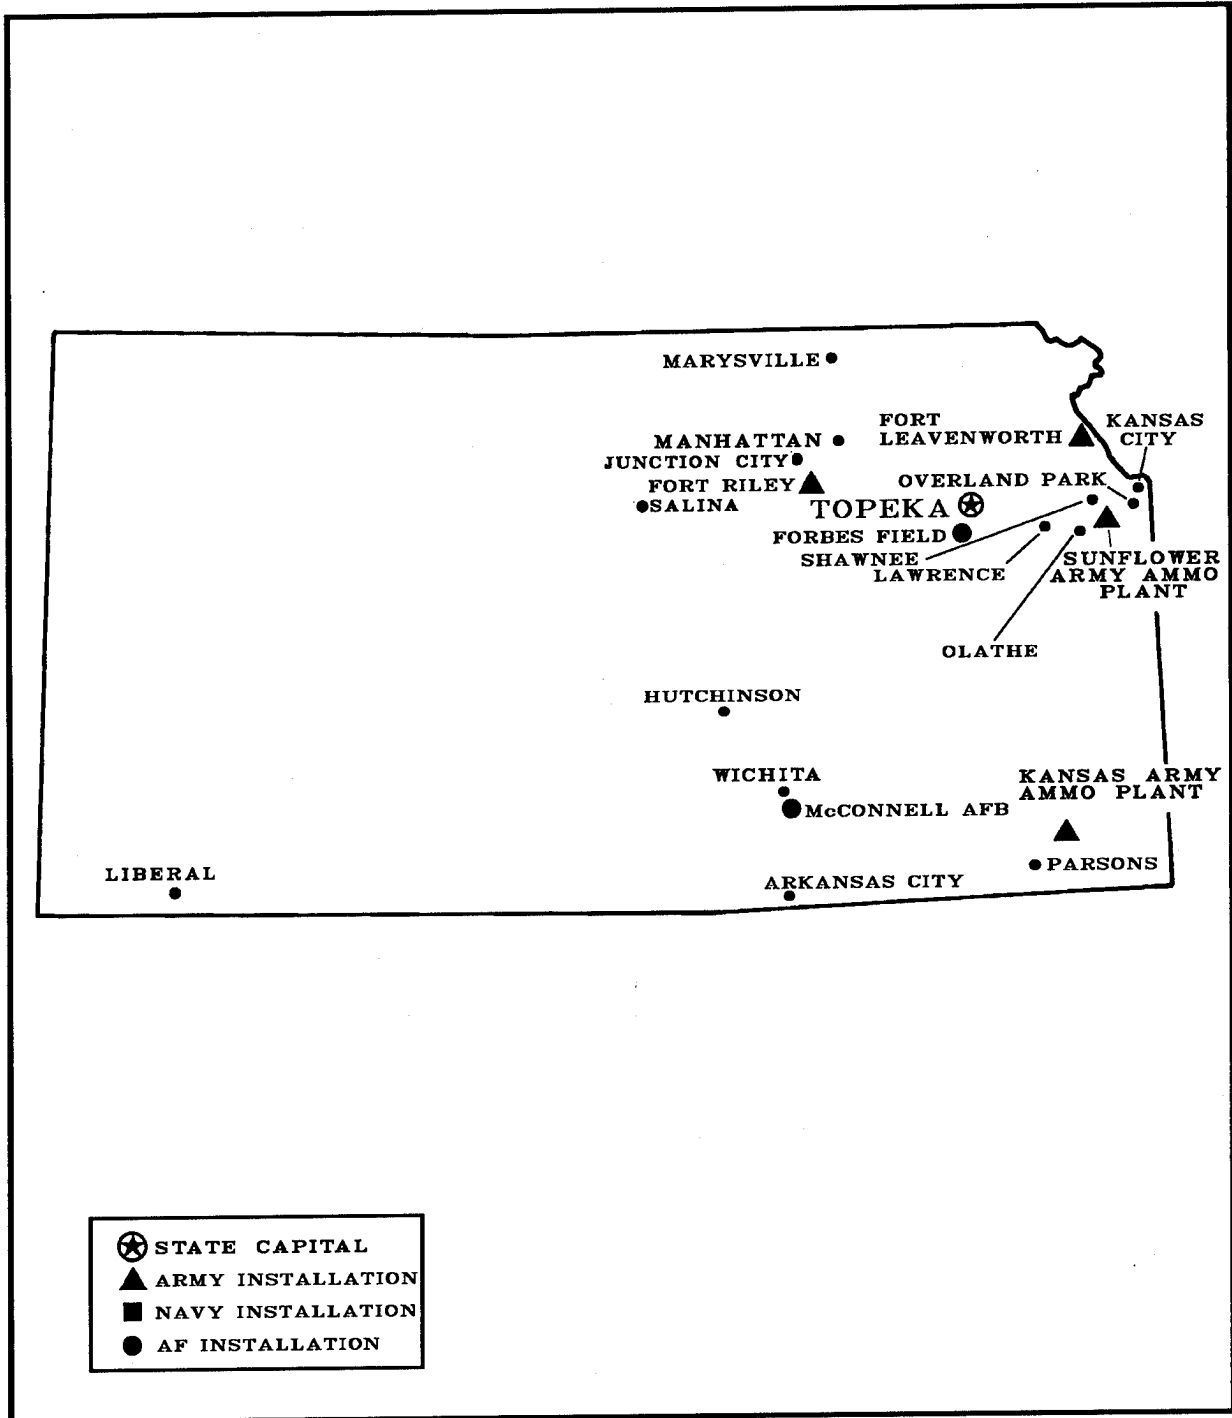 MARYSVILLE
FORT
LEAVENWORTH
KANSAS
CITY
MANHATTAN
JUNCTION CITY
FORT RILEY
OVERLAND PARK
SALINA
TOPEKA
FORBES FIELD
SHAWNEE
LAWRENCE
SUNFLOWER
ARMY AMMO
PLANT
OLATHE
HUTCHINSON
WICHITA
McCONNELL AFB
KANSAS ARMY
AMMO PLANT
PARSONS
LIBERAL
ARKANSAS CITY
STATE CAPITAL
ARMY INSTALLATION
NAVY INSTALLATION
AF INSTALLATION